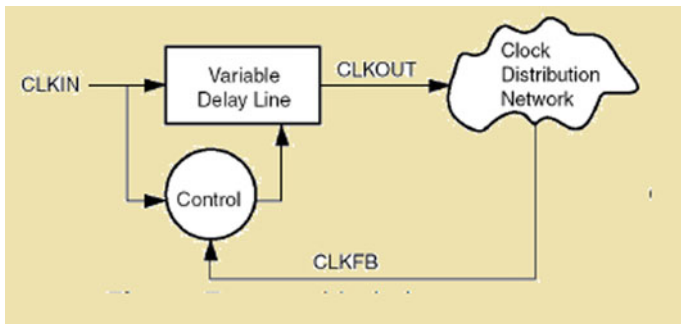 CLKIN
Variable
Delay Line
CLKOUT
Clock
Distribution
Network
Control
CLKFB